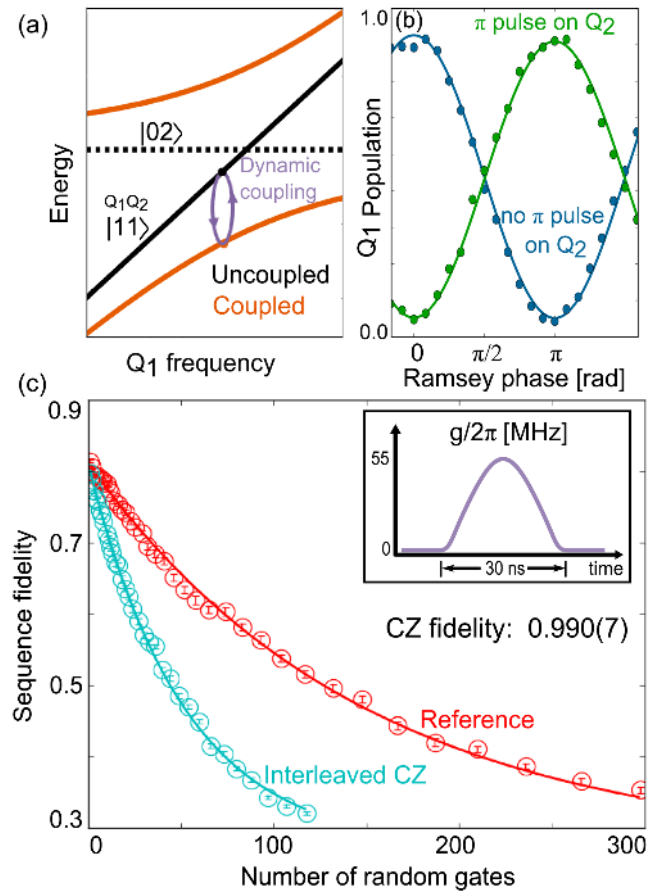 (a)
Energy
|02⟩
Dynamic
coupling
Q1Q2
|11⟩
Uncoupled
Coupled
Q1 frequency
(b)
1.0
π pulse on Q2
Q1 Population
no π pulse
on Q2
0.0
0
π/2
π
Ramsey phase [rad]
(c)
0.9
0.7
0.5
0.3
Sequence fidelity
g/2π [MHz]
55
0
30 ns
time
CZ fidelity: 0.990(7)
Reference
Interleaved CZ
0
100
200
300
Number of random gates